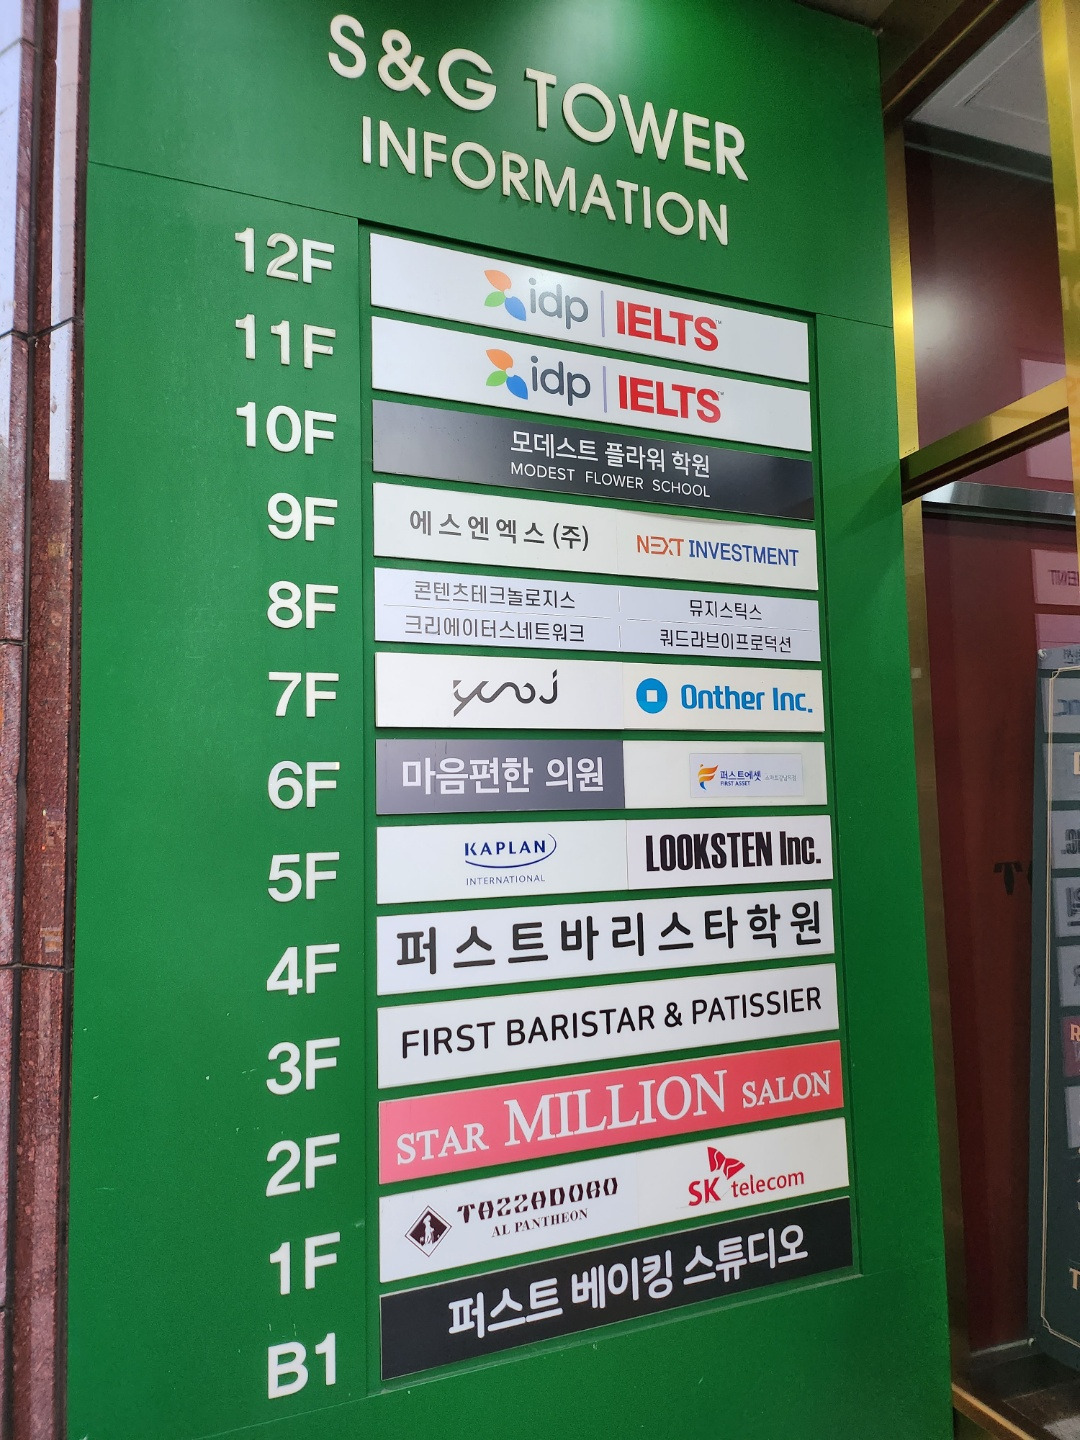 S&G TOWER
INFORMATION
12F
idp | IELTS™
11F
idp | IELTS™
10F
모데스트 플라워 학원
MODEST FLOWER SCHOOL
9F
에스엔엑스 (주)
NEXT INVESTMENT
8F
콘텐츠테크놀로지스
뮤지스틱스
크리에이터스네트워크
쿼드라브이프로덕션
7F
Onther Inc.
6F
마음편한 의원
퍼스트에셋
FIRST ASSET
5F
KAPLAN
INTERNATIONAL
LOOKSTEN Inc.
4F
퍼스트바리스타학원
3F
FIRST BARISTAR & PATISSIER
2F
STAR MILLION SALON
1F
TAZZADORO
AL PANTHEON
SK telecom
B1
퍼스트 베이킹 스튜디오